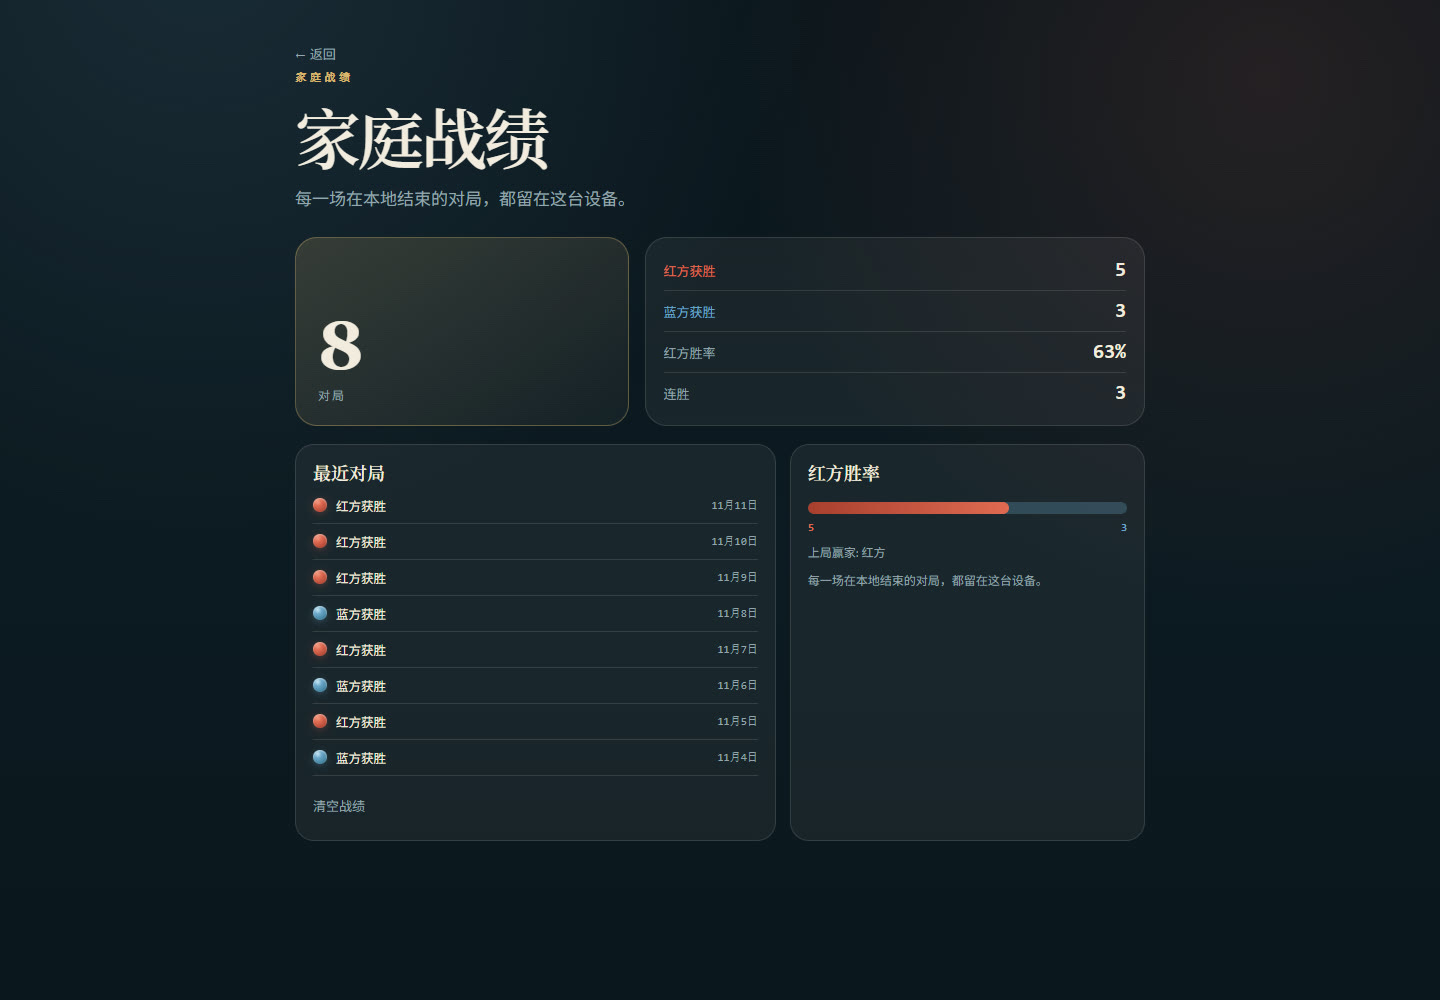 ← 返回
家庭战绩
家庭战绩
每一场在本地结束的对局，都留在这台设备。
8
对局
红方获胜 5
蓝方获胜 3
红方胜率 63%
连胜 3
最近对局
红方获胜 11月11日
红方获胜 11月10日
红方获胜 11月9日
蓝方获胜 11月8日
红方获胜 11月7日
蓝方获胜 11月6日
红方获胜 11月5日
蓝方获胜 11月4日
清空战绩
红方胜率
5 3
上局赢家: 红方
每一场在本地结束的对局，都留在这台设备。